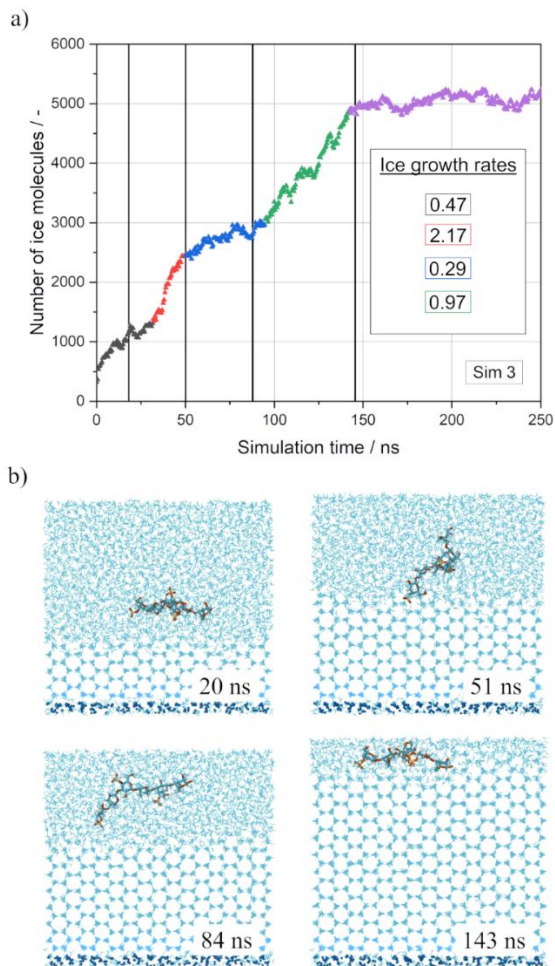 a)
6000
5000
4000
3000
2000
1000
0
Number of ice molecules / -
Ice growth rates
0.47
2.17
0.29
0.97
Sim 3
0 50 100 150 200 250
Simulation time / ns
b)
20 ns
51 ns
84 ns
143 ns